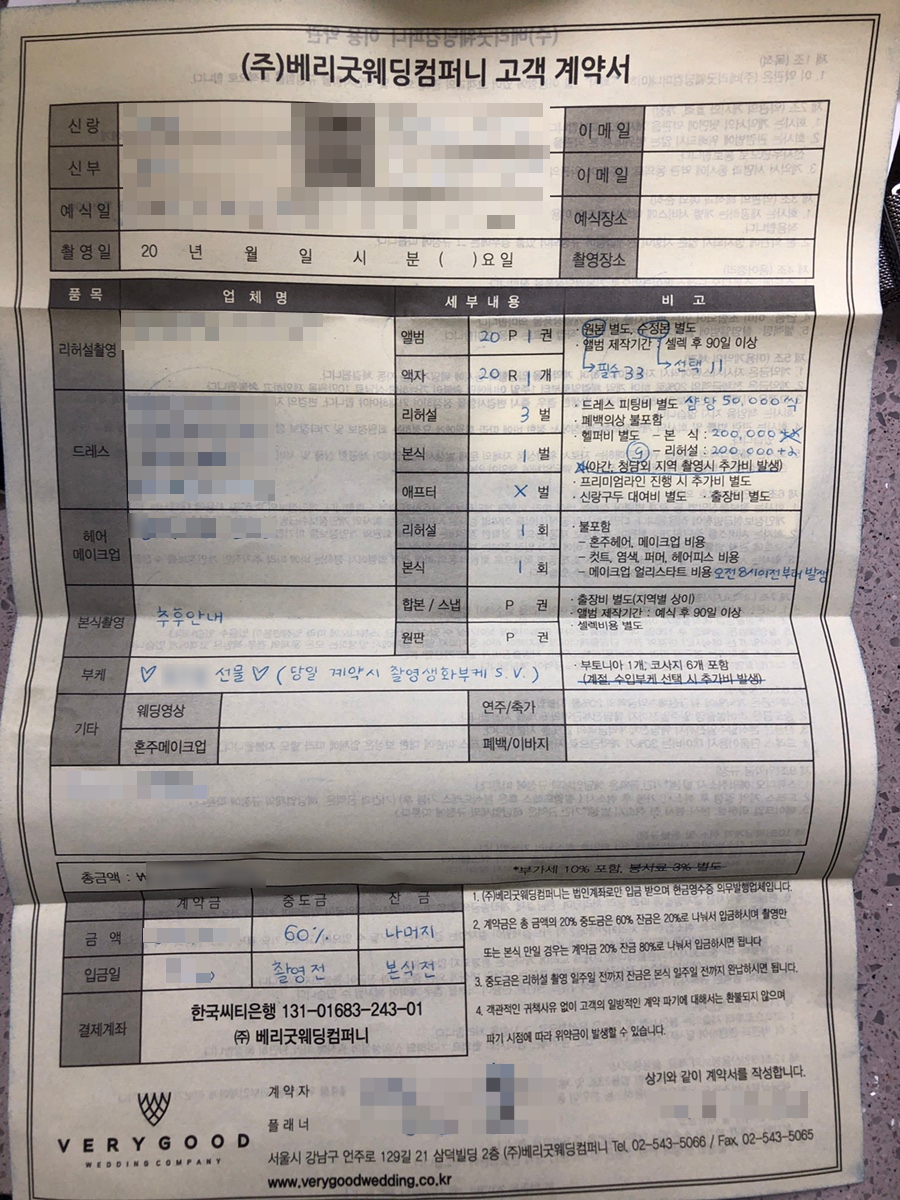 (주)베리굿웨딩컴퍼니 고객 계약서
신 랑
이 메 일
신 부
이 메 일
예 식 일
예식장소
촬 영 일 20 년 월 일 시 분 ( )요 일
촬영장소
품 목 업 체 명 세 부 내 용 비 고
리허설촬영
앨범 20 P 1 권
액자 20 R 1 개
· 원본 별도, 수정본 별도
· 앨범 제작기간 : 셀렉 후 90일 이상
필수 33 선택 11
드레스
리허설 3 벌
본식 1 벌
애프터 X 벌
· 드레스 피팅비 별도 샵 당 50,000 씩
· 폐백의상 불포함
· 헬퍼비 별도 - 본 식 : 200,000
- 리허설 : 200,000+2
(야간, 청담외 지역 촬영시 추가비 발생)
· 프리미엄라인 진행 시 추가비 별도
· 신랑구두 대여비 별도 · 출장비 별도
헤어
메이크업
리허설 1 회
본식 1 회
· 불포함
– 혼주헤어, 메이크업 비용
– 컷트, 염색, 퍼머, 헤어피스 비용
– 메이크업 얼리스타트 비용 오전 8시이전부터 발생
본식촬영 추후안내
합본 / 스냅 P 권
원판 P 권
· 출장비 별도(지역별 상이)
· 앨범 제작기간 : 예식 후 90일 이상
· 셀렉비용 별도
부케 ♡ 선물♡ (당일 계약시 촬영생화부케 S.V.)
· 부토니아 1개, 코사지 6개 포함
(계절, 수입부케 선택 시 추가비 발생)
기타
웨딩영상 연주/축가
혼주메이크업 폐백/이바지
총금액 : ₩
*부가세 10% 포함, 봉사료 3% 별도
계 약 금 중 도 금 잔 금
금 액 60% 나머지
입금일 촬영전 본식전
결제계좌
한국씨티은행 131-01683-243-01
㈜ 베리굿웨딩컴퍼니
1. (주)베리굿웨딩컴퍼니는 법인계좌로만 입금 받으며 현금영수증 의무발행업체입니다.
2. 계약금은 총 금액의 20% 중도금은 60% 잔금은 20%로 나눠서 입금하시며 촬영만
또는 본식 만일 경우는 계약금 20% 잔금 80%로 나눠서 입금하시면 됩니다
3. 중도금은 리허설 촬영 일주일 전까지 잔금은 본식 일주일 전까지 완납하시면 됩니다.
4. 객관적인 귀책사유 없이 고객의 일방적인 계약 파기에 대해서는 환불되지 않으며
파기 시점에 따라 위약금이 발생할 수 있습니다.
상기와 같이 계약서를 작성합니다.
계 약 자
플 래 너
VERYGOOD
WEDDING COMPANY
서울시 강남구 언주로 129길 21 삼덕빌딩 2층 (주)베리굿웨딩컴퍼니 Tel. 02-543-5066 / Fax. 02-543-5065
www.verygoodwedding.co.kr